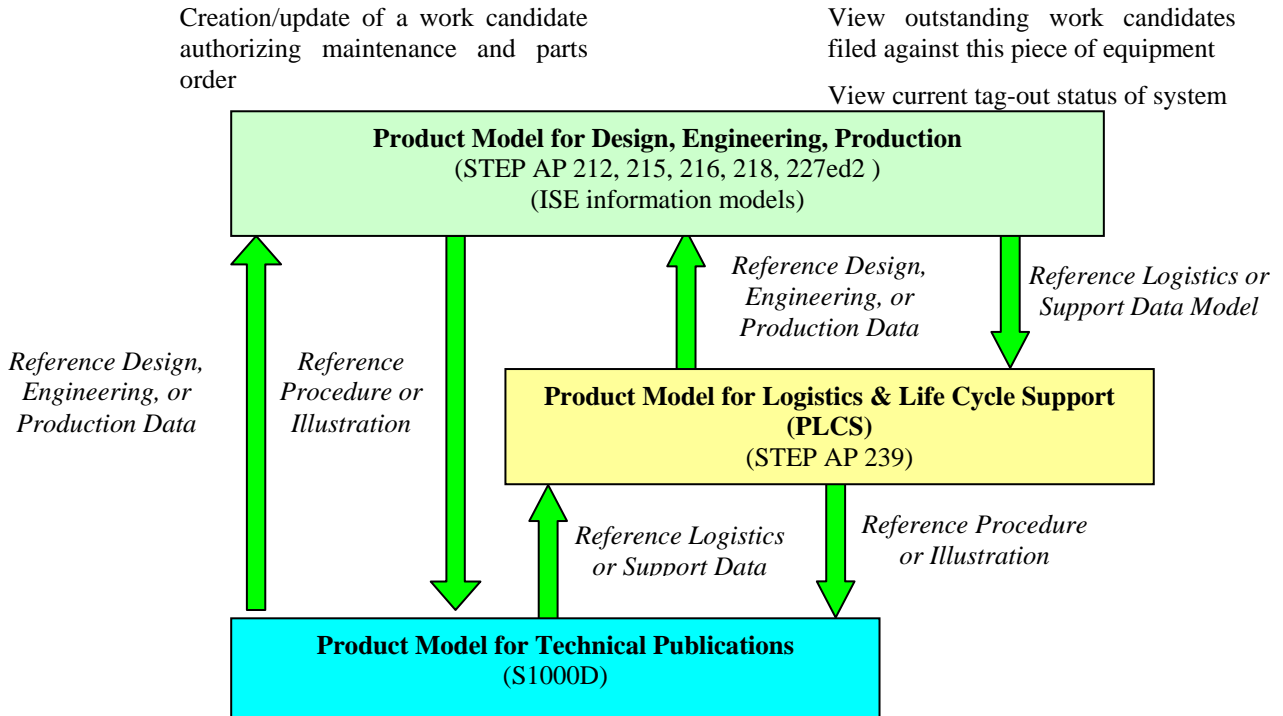 Creation/update of a work candidate
authorizing maintenance and parts
order
View outstanding work candidates
filed against this piece of equipment
View current tag-out status of system
Product Model for Design, Engineering, Production
(STEP AP 212, 215, 216, 218, 227ed2 )
(ISE information models)
Reference Design,
Engineering, or
Production Data
Reference
Procedure or
Illustration
Reference Design,
Engineering, or
Production Data
Reference Logistics or
Support Data Model
Product Model for Logistics & Life Cycle Support
(PLCS)
(STEP AP 239)
Reference Logistics
or Support Data
Reference Procedure
or Illustration
Product Model for Technical Publications
(S1000D)